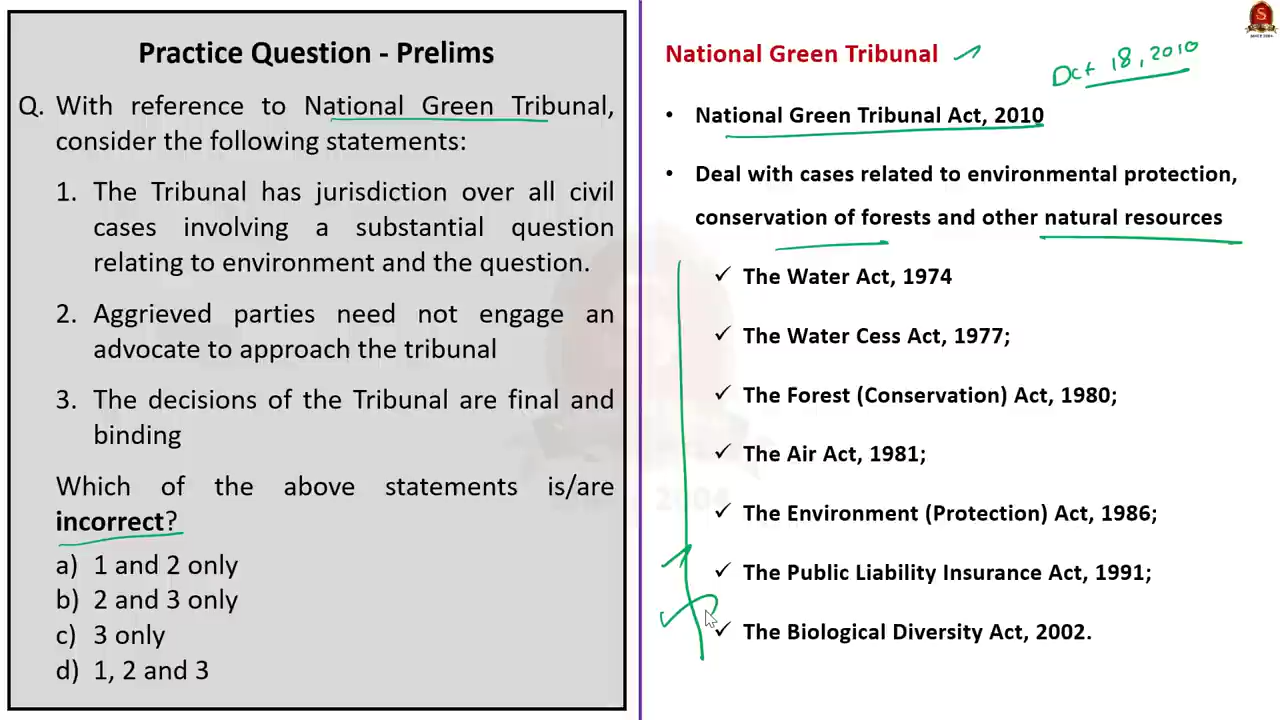 Practice Question - Prelims
Q. With reference to National Green Tribunal,
consider the following statements:
1. The Tribunal has jurisdiction over all civil
cases involving a substantial question
relating to environment and the question.
2. Aggrieved parties need not engage an
advocate to approach the tribunal
3. The decisions of the Tribunal are final and
binding
Which of the above statements is/are
incorrect?
a) 1 and 2 only
b) 2 and 3 only
c) 3 only
d) 1, 2 and 3
National Green Tribunal
Oct 18, 2010
• National Green Tribunal Act, 2010
• Deal with cases related to environmental protection,
conservation of forests and other natural resources
✓ The Water Act, 1974
✓ The Water Cess Act, 1977;
✓ The Forest (Conservation) Act, 1980;
✓ The Air Act, 1981;
✓ The Environment (Protection) Act, 1986;
✓ The Public Liability Insurance Act, 1991;
✓ The Biological Diversity Act, 2002.
S
SINCE 2004